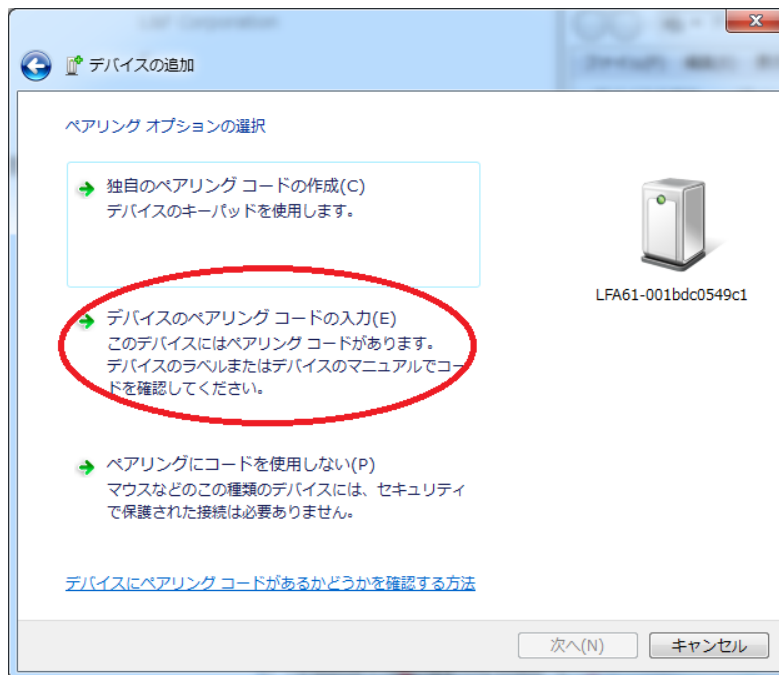 デバイスの追加
ペアリング オプションの選択
独自のペアリング コードの作成(C)
デバイスのキーパッドを使用します。
デバイスのペアリング コードの入力(E)
このデバイスにはペアリング コードがあります。
デバイスのラベルまたはデバイスのマニュアルでコー
ドを確認してください。
LFA61-001bdc0549c1
ペアリングにコードを使用しない(P)
マウスなどのこの種類のデバイスには、セキュリティ
で保護された接続は必要ありません。
デバイスにペアリング コードがあるかどうかを確認する方法
次へ(N)
キャンセル